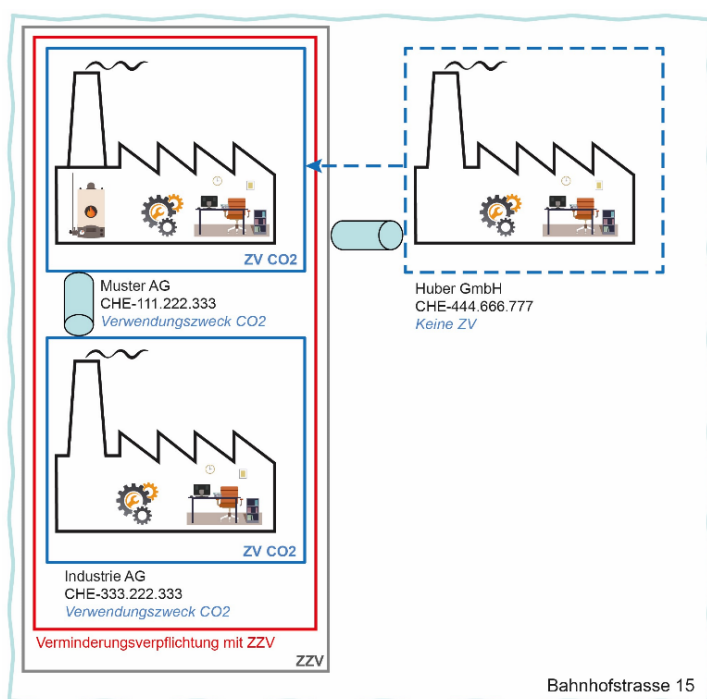 ZV CO2
Muster AG
CHE-111.222.333
Verwendungszweck CO2
Huber GmbH
CHE-444.666.777
Keine ZV
ZV CO2
Industrie AG
CHE-333.222.333
Verwendungszweck CO2
Verminderungsverpflichtung mit ZZV
ZZV
Bahnhofstrasse 15